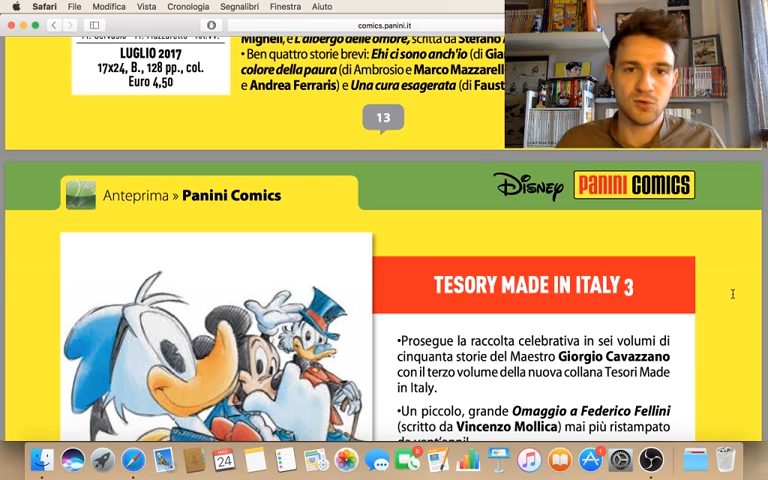 Safari File Modifica Vista Cronologia Segnalibri Finestra Aiuto
comics.panini.it
LUGLIO 2017
17x24, B., 128 pp., col.
Euro 4,50
Migheli, e L'albergo delle ombre, scritta da Stefano
• Ben quattro storie brevi: Ehi ci sono anch'io (di
colore della paura (di Ambrosio e Marco Mazzarell
e Andrea Ferraris) e Una cura esagerata (di Faust
13
Anteprima » Panini Comics
Disney PANINI COMICS
TESORY MADE IN ITALY 3
•Prosegue la raccolta celebrativa in sei volumi di
cinquanta storie del Maestro Giorgio Cavazzano
con il terzo volume della nuova collana Tesori Made
in Italy.
•Un piccolo, grande Omaggio a Federico Fellini
(scritto da Vincenzo Mollica) mai più ristampato
da vent'anni!
MAG
24